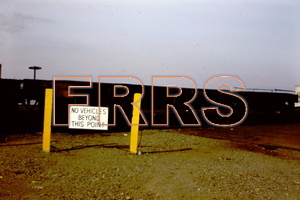 NO VEHICLES
BEYOND
THIS POINT
FRRS